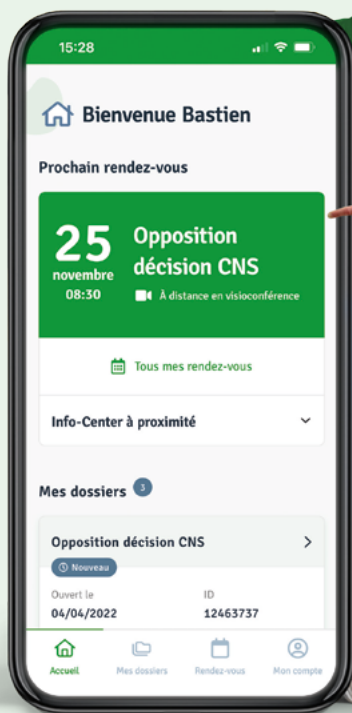 15:28
Bienvenue Bastien
Prochain rendez-vous
25
novembre
08:30
Opposition
décision CNS
À distance en visioconférence
Tous mes rendez-vous
Info-Center à proximité
Mes dossiers 3
Opposition décision CNS
Nouveau
Ouvert le
04/04/2022
ID
12463737
Accueil
Mes dossiers
Rendez-vous
Mon compte